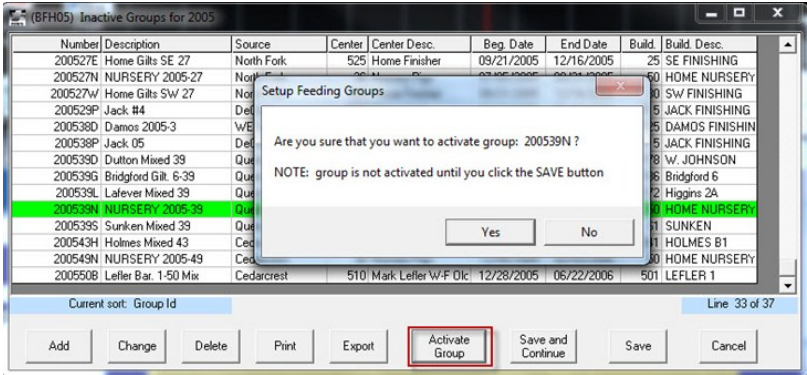 (BFH05) Inactive Groups for 2005
Number Description Source Center Center Desc. Beg. Date End Date Build. Build. Desc.
200527E Home Gilts SE 27 North Fork 525 Home Finisher 09/21/2005 12/16/2005 25 SE FINISHING
200527N NURSERY 2005-27 HOME NURSERY
200527W Home Gilts SW 27 SW FINISHING
200529P Jack #4 JACK FINISHING
200538D Damos 2005-3 DAMOS FINISHIN
200538P Jack 05 JACK FINISHING
200539D Dutton Mixed 39 W. JOHNSON
200539G Bridgford Gilt. 6-39 Bridgford 6
200539L Lafever Mixed 39 Higgins 2A
200539N NURSERY 2005-39 HOME NURSERY
200539S Sunken Mixed 39 SUNKEN
200543H Holmes Mixed 43 HOLMES B1
200549N NURSERY 2005-49 HOME NURSERY
200550B Lefler Bar. 1-50 Mix Cedarcrest 510 Mark Lefler W-F Olc 12/28/2005 06/22/2006 501 LEFLER 1
Setup Feeding Groups
Are you sure that you want to activate group: 200539N ?
NOTE: group is not activated until you click the SAVE button
Yes No
Current sort: Group Id Line 33 of 37
Add Change Delete Print Export Activate Group Save and Continue Save Cancel